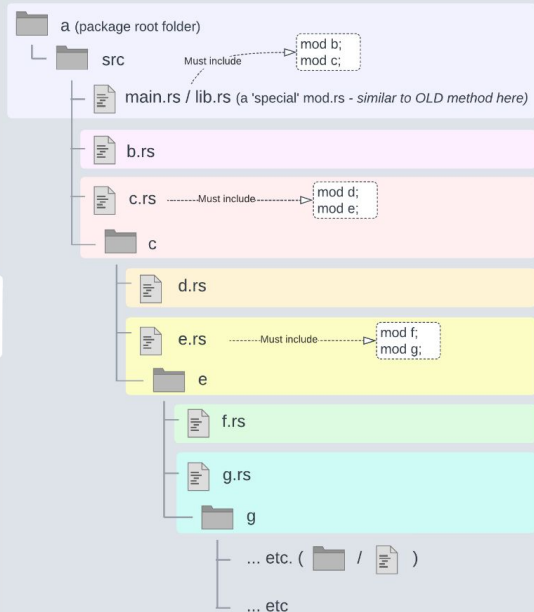 a (package root folder)
src
Must include
mod b;
mod c;
main.rs / lib.rs (a 'special' mod.rs - similar to OLD method here)
b.rs
c.rs
Must include
mod d;
mod e;
c
d.rs
e.rs
Must include
mod f;
mod g;
e
f.rs
g.rs
g
... etc. ( / )
... etc